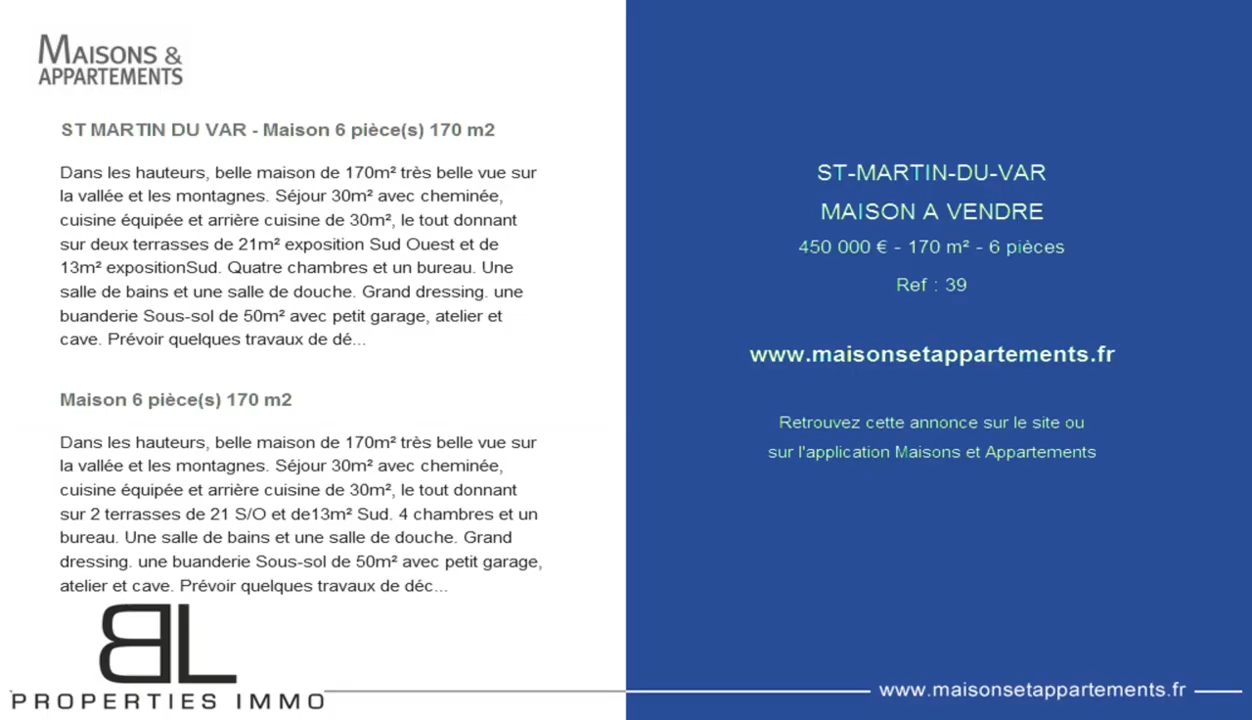 MAISONS &
APPARTEMENTS
ST MARTIN DU VAR - Maison 6 pièce(s) 170 m2
Dans les hauteurs, belle maison de 170m² très belle vue sur
la vallée et les montagnes. Séjour 30m² avec cheminée,
cuisine équipée et arrière cuisine de 30m², le tout donnant
sur deux terrasses de 21m² exposition Sud Ouest et de
13m² expositionSud. Quatre chambres et un bureau. Une
salle de bains et une salle de douche. Grand dressing. une
buanderie Sous-sol de 50m² avec petit garage, atelier et
cave. Prévoir quelques travaux de dé...
Maison 6 pièce(s) 170 m2
Dans les hauteurs, belle maison de 170m² très belle vue sur
la vallée et les montagnes. Séjour 30m² avec cheminée,
cuisine équipée et arrière cuisine de 30m², le tout donnant
sur 2 terrasses de 21 S/O et de13m² Sud. 4 chambres et un
bureau. Une salle de bains et une salle de douche. Grand
dressing. une buanderie Sous-sol de 50m² avec petit garage,
atelier et cave. Prévoir quelques travaux de déc...
BL
PROPERTIES IMMO
ST-MARTIN-DU-VAR
MAISON A VENDRE
450 000 € - 170 m² - 6 pièces
Ref : 39
www.maisonsetappartements.fr
Retrouvez cette annonce sur le site ou
sur l'application Maisons et Appartements
www.maisonsetappartements.fr